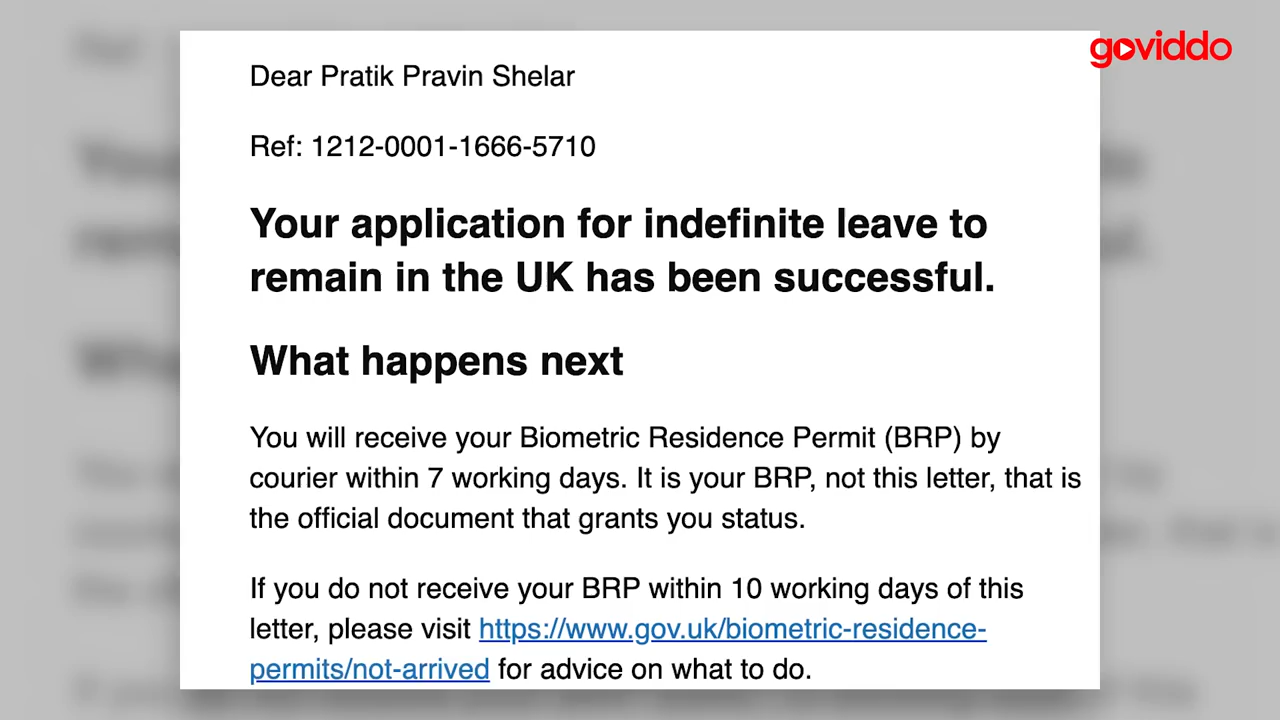 goviddo
Dear Pratik Pravin Shelar
Ref: 1212-0001-1666-5710
Your application for indefinite leave to
remain in the UK has been successful.
What happens next
You will receive your Biometric Residence Permit (BRP) by
courier within 7 working days. It is your BRP, not this letter, that is
the official document that grants you status.
If you do not receive your BRP within 10 working days of this
letter, please visit https://www.gov.uk/biometric-residence-
permits/not-arrived for advice on what to do.